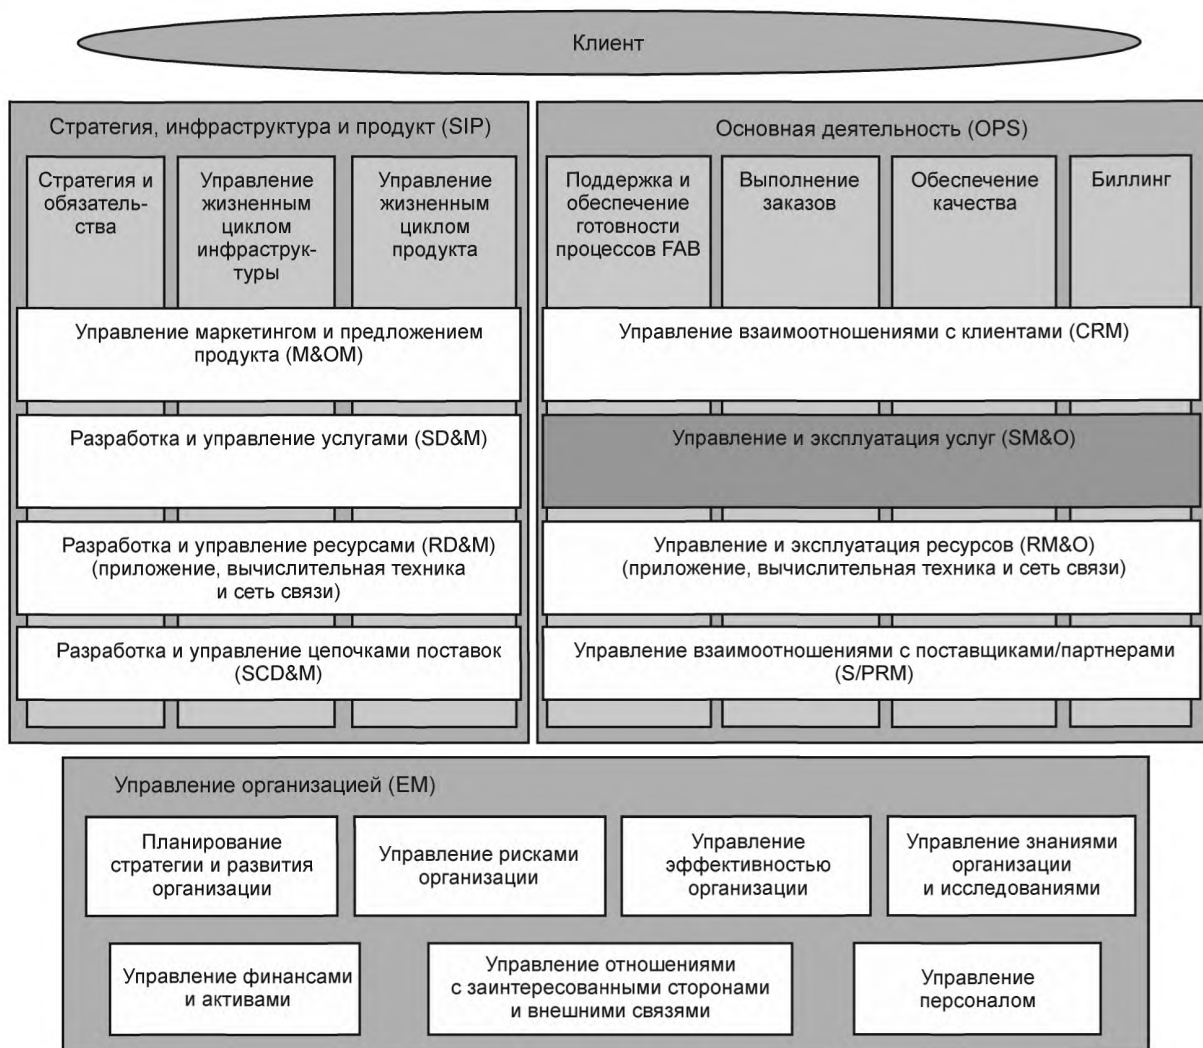 Клиент
Стратегия, инфраструктура и продукт (SIP)
Стратегия и
обязатель-
ства
Управление
жизненным
циклом
инфраструк-
туры
Управление
жизненным
циклом
продукта
Управление маркетингом и предложением
продукта (M&OM)
Разработка и управление услугами (SD&M)
Разработка и управление ресурсами (RD&M)
(приложение, вычислительная техника
и сеть связи)
Разработка и управление цепочками поставок
(SCD&M)
Основная деятельность (OPS)
Поддержка и
обеспечение
готовности
процессов FAB
Выполнение
заказов
Обеспечение
качества
Биллинг
Управление взаимоотношениями с клиентами (CRM)
Управление и эксплуатация услуг (SM&O)
Управление и эксплуатация ресурсов (RM&O)
(приложение, вычислительная техника и сеть связи)
Управление взаимоотношениями с поставщиками/партнерами
(S/PRM)
Управление организацией (EM)
Планирование
стратегии и развития
организации
Управление рисками
организации
Управление
эффективностью
организации
Управление знаниями
организации
и исследованиями
Управление финансами
и активами
Управление отношениями
с заинтересованными сторонами
и внешними связями
Управление
персоналом